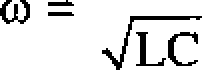 ω = √LC